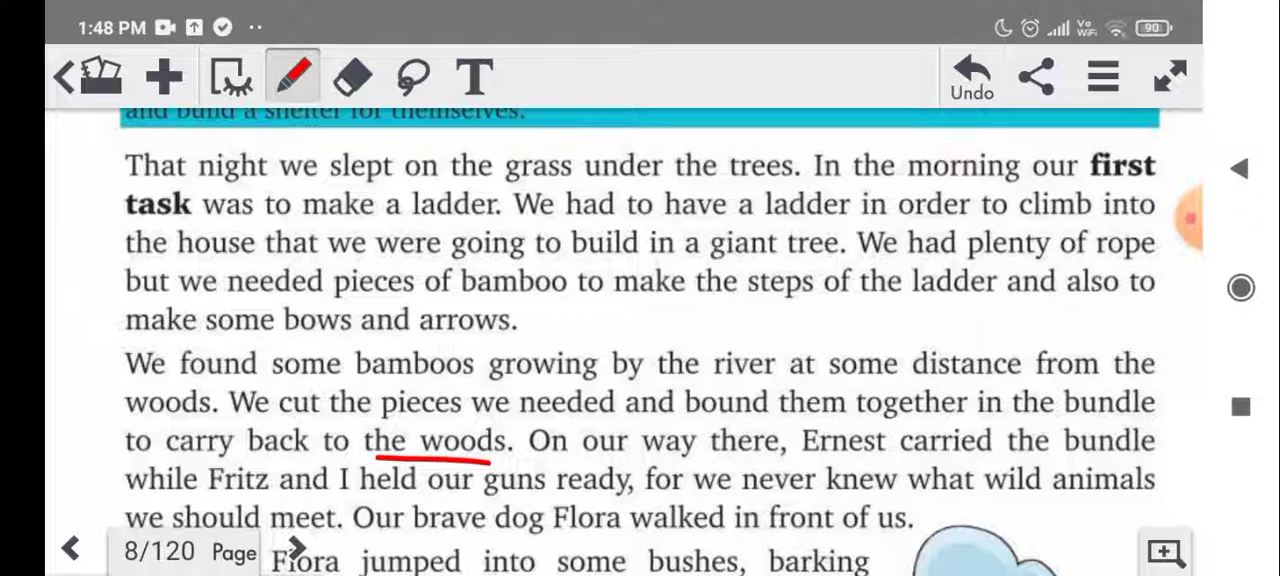 1:48 PM
Vo WiFi 90
T
Undo
and build a shelter for themselves.
That night we slept on the grass under the trees. In the morning our first
task was to make a ladder. We had to have a ladder in order to climb into
the house that we were going to build in a giant tree. We had plenty of rope
but we needed pieces of bamboo to make the steps of the ladder and also to
make some bows and arrows.
We found some bamboos growing by the river at some distance from the
woods. We cut the pieces we needed and bound them together in the bundle
to carry back to the woods. On our way there, Ernest carried the bundle
while Fritz and I held our guns ready, for we never knew what wild animals
we should meet. Our brave dog Flora walked in front of us.
8/120 Page
Flora jumped into some bushes, barking